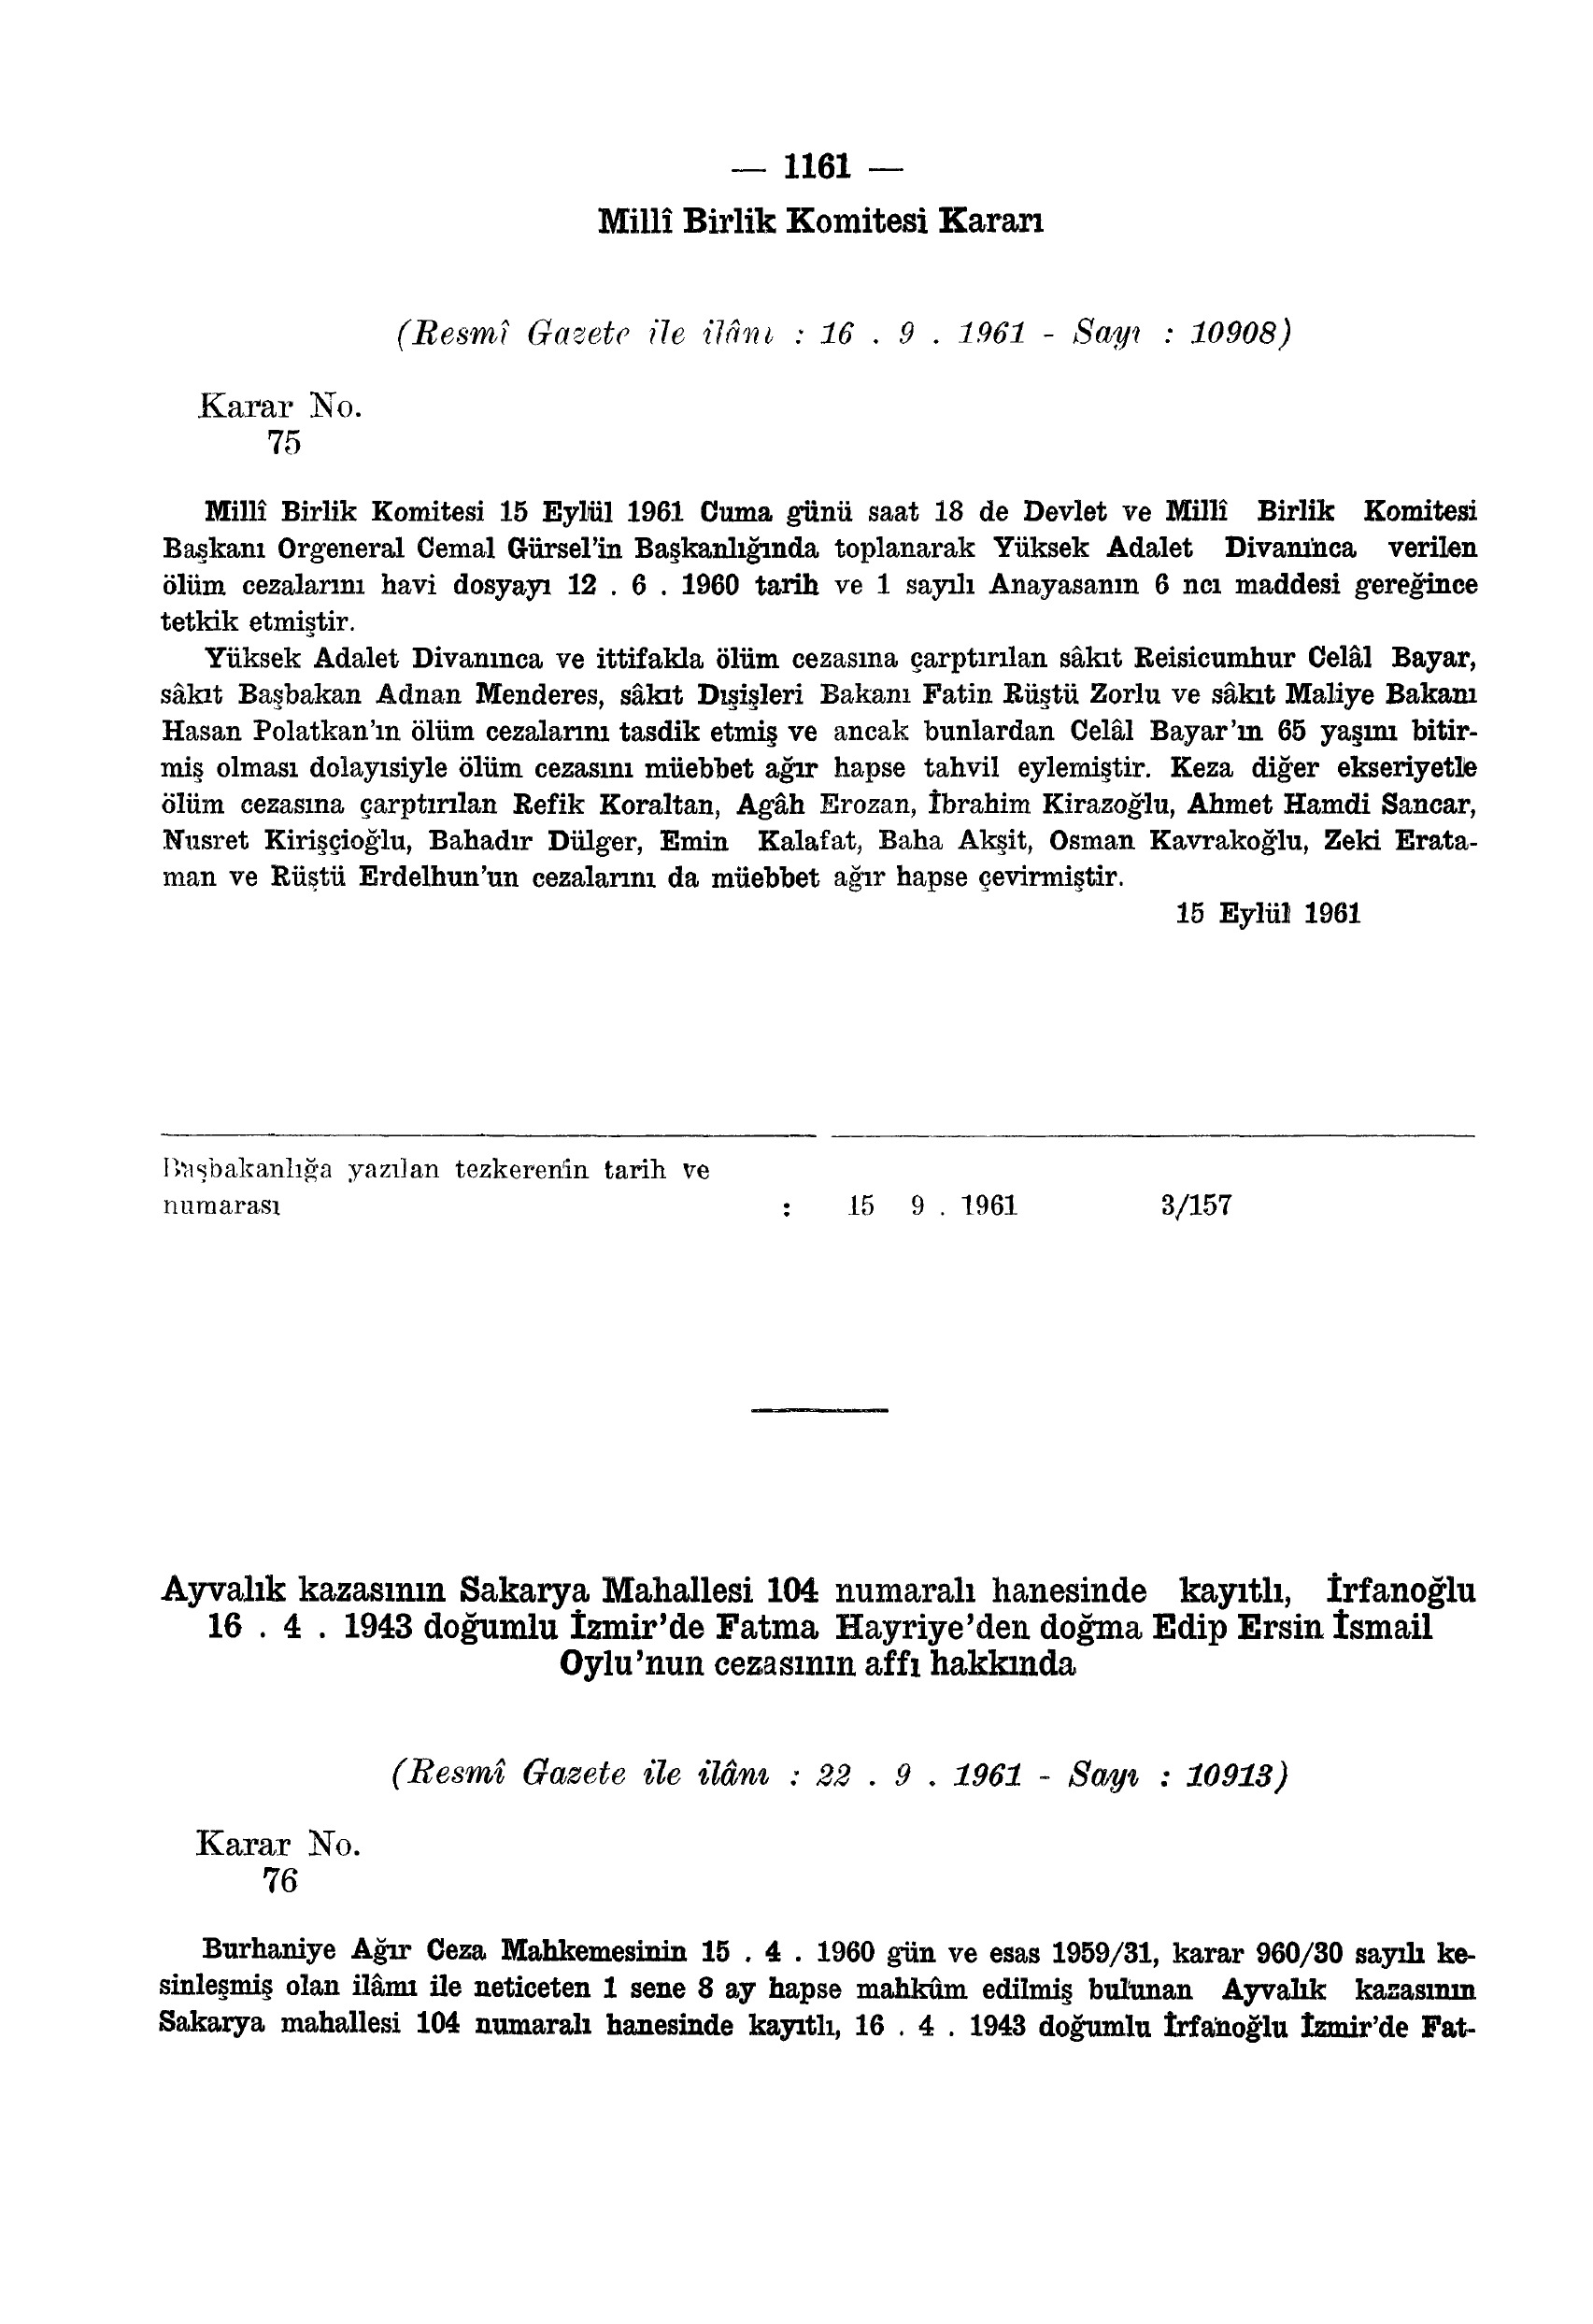 — 1161 —
Millî Birlik Komitesi Kararı
(Resmî Gazete ile ilânı : 16 . 9 . 1961 - Sayı : 10908)
Karar No.
75
Millî Birlik Komitesi 15 Eylül 1961 Cuma günü saat 18 de Devlet ve Millî Birlik Komitesi
Başkanı Orgeneral Cemal Gürsel'in Başkanlığında toplanarak Yüksek Adalet Divanınca verilen
ölüm cezalarını havi dosyayı 12 . 6 . 1960 tarih ve 1 sayılı Anayasanın 6 ncı maddesi gereğince
tetkik etmiştir.
Yüksek Adalet Divanınca ve ittifakla ölüm cezasına çarptırılan sâkıt Reisicumhur Celâl Bayar,
sâkıt Başbakan Adnan Menderes, sâkıt Dışişleri Bakanı Fatin Rüştü Zorlu ve sâkıt Maliye Bakanı
Hasan Polatkan'ın ölüm cezalarını tasdik etmiş ve ancak bunlardan Celâl Bayar'ın 65 yaşını bitir-
miş olması dolayısiyle ölüm cezasını müebbet ağır hapse tahvil eylemiştir. Keza diğer ekseriyetle
ölüm cezasına çarptırılan Refik Koraltan, Agâh Erozan, İbrahim Kirazoğlu, Ahmet Hamdi Sancar,
Nusret Kirişçioğlu, Bahadır Dülger, Emin Kalafat, Baha Akşit, Osman Kavrakoğlu, Zeki Erata-
man ve Rüştü Erdelhun'un cezalarını da müebbet ağır hapse çevirmiştir.
15 Eylül 1961
Başbakanlığa yazılan tezkerenin tarih ve
numarası : 15 9 . 1961 3/157
Ayvalık kazasının Sakarya Mahallesi 104 numaralı hanesinde kayıtlı, İrfanoğlu
16 . 4 . 1943 doğumlu İzmir'de Fatma Hayriye'den doğma Edip Ersin İsmail
Oylu'nun cezasının affı hakkında
(Resmî Gazete ile ilânı : 22 . 9 . 1961 - Sayı : 10913)
Karar No.
76
Burhaniye Ağır Ceza Mahkemesinin 15 . 4 . 1960 gün ve esas 1959/31, karar 960/30 sayılı ke-
sinleşmiş olan ilâmı ile neticeten 1 sene 8 ay hapse mahkûm edilmiş bulunan Ayvalık kazasının
Sakarya mahallesi 104 numaralı hanesinde kayıtlı, 16 . 4 . 1943 doğumlu İrfanoğlu İzmir'de Fat-